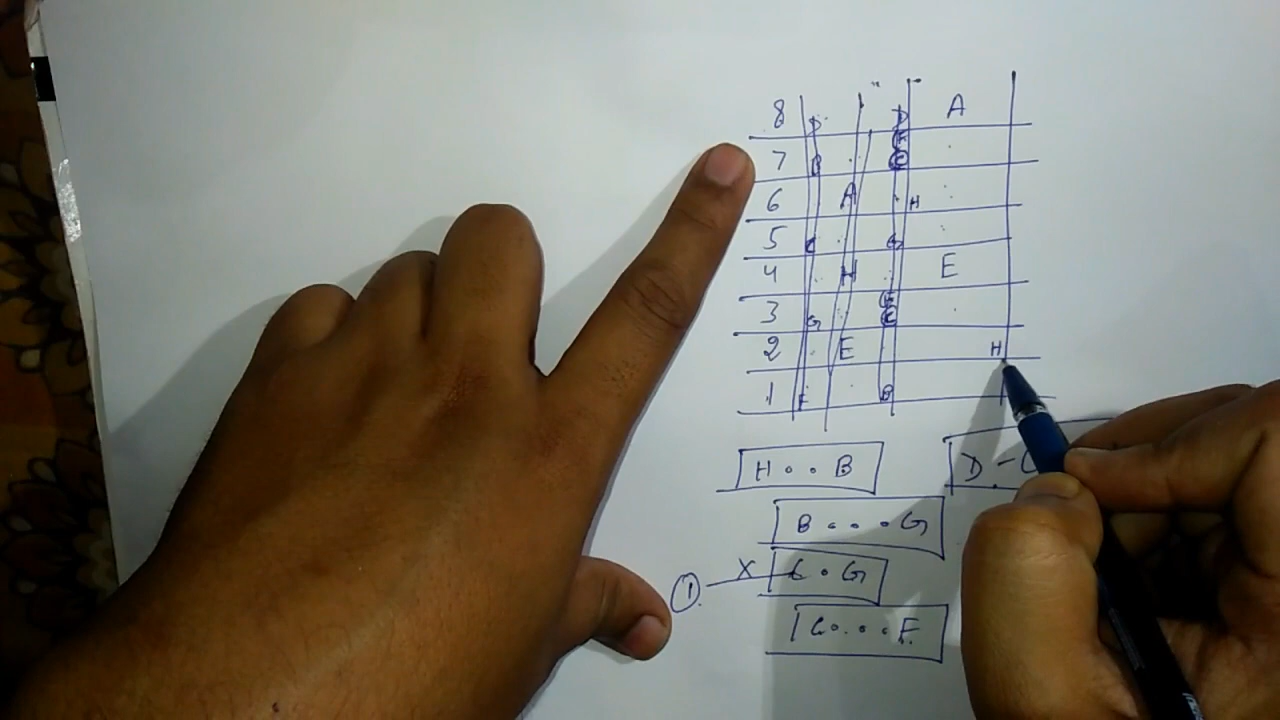 8 D D A
7 B
6 A H
5 C G
4 H E
3 G
2 E H
1 F B
H . . B D -
B . . . G
① X C . G
G . . . F